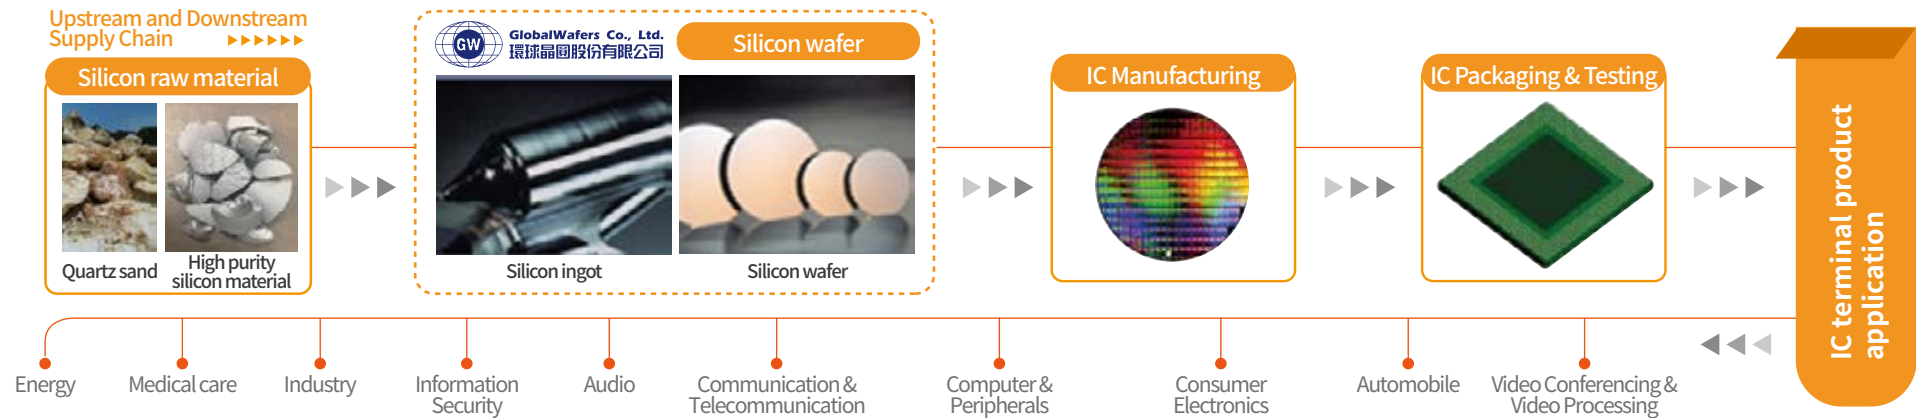 Upstream and Downstream
Supply Chain
Silicon raw material
Quartz sand
High purity
silicon material
GW
GlobalWafers Co., Ltd.
環球晶圓股份有限公司
Silicon wafer
Silicon ingot
Silicon wafer
IC Manufacturing
IC Packaging & Testing
IC terminal product
application
Energy
Medical care
Industry
Information
Security
Audio
Communication &
Telecommunication
Computer &
Peripherals
Consumer
Electronics
Automobile
Video Conferencing &
Video Processing